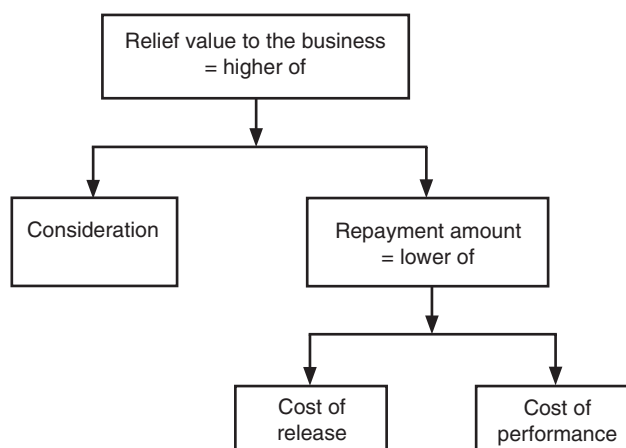 Relief value to the business
= higher of
Consideration
Repayment amount
= lower of
Cost of
release
Cost of
performance